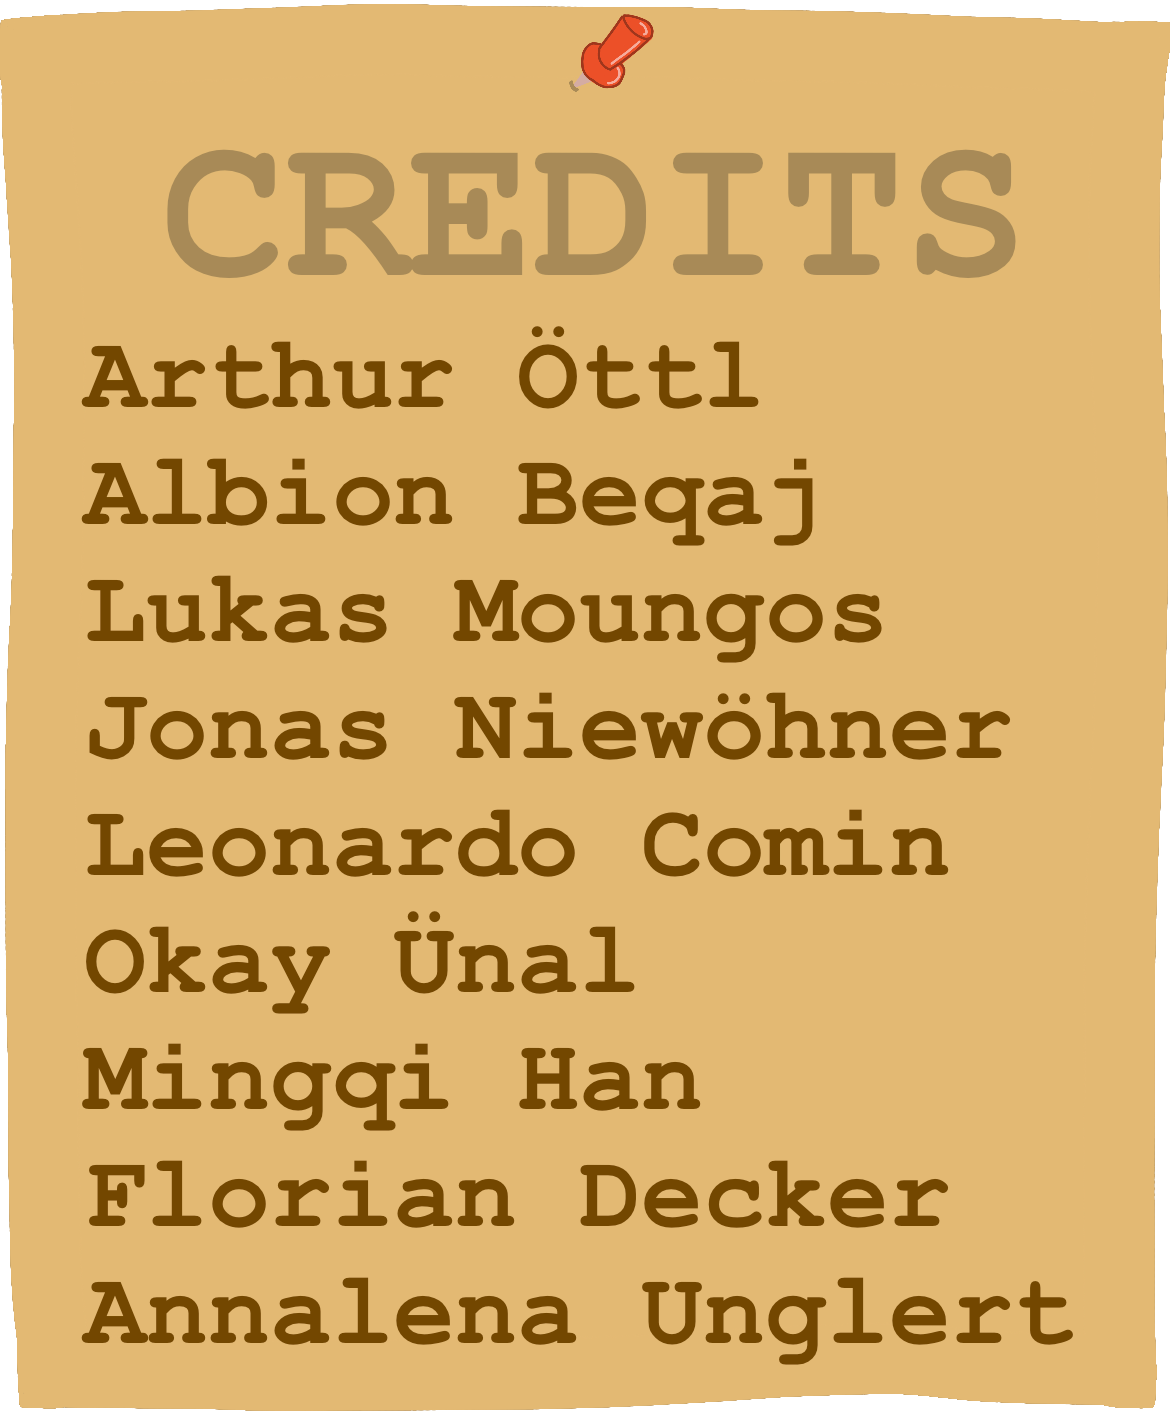 CREDITS
Arthur Öttl
Albion Beqaj
Lukas Moungos
Jonas Niewöhner
Leonardo Comin
Okay Ünal
Mingqi Han
Florian Decker
Annalena Unglert